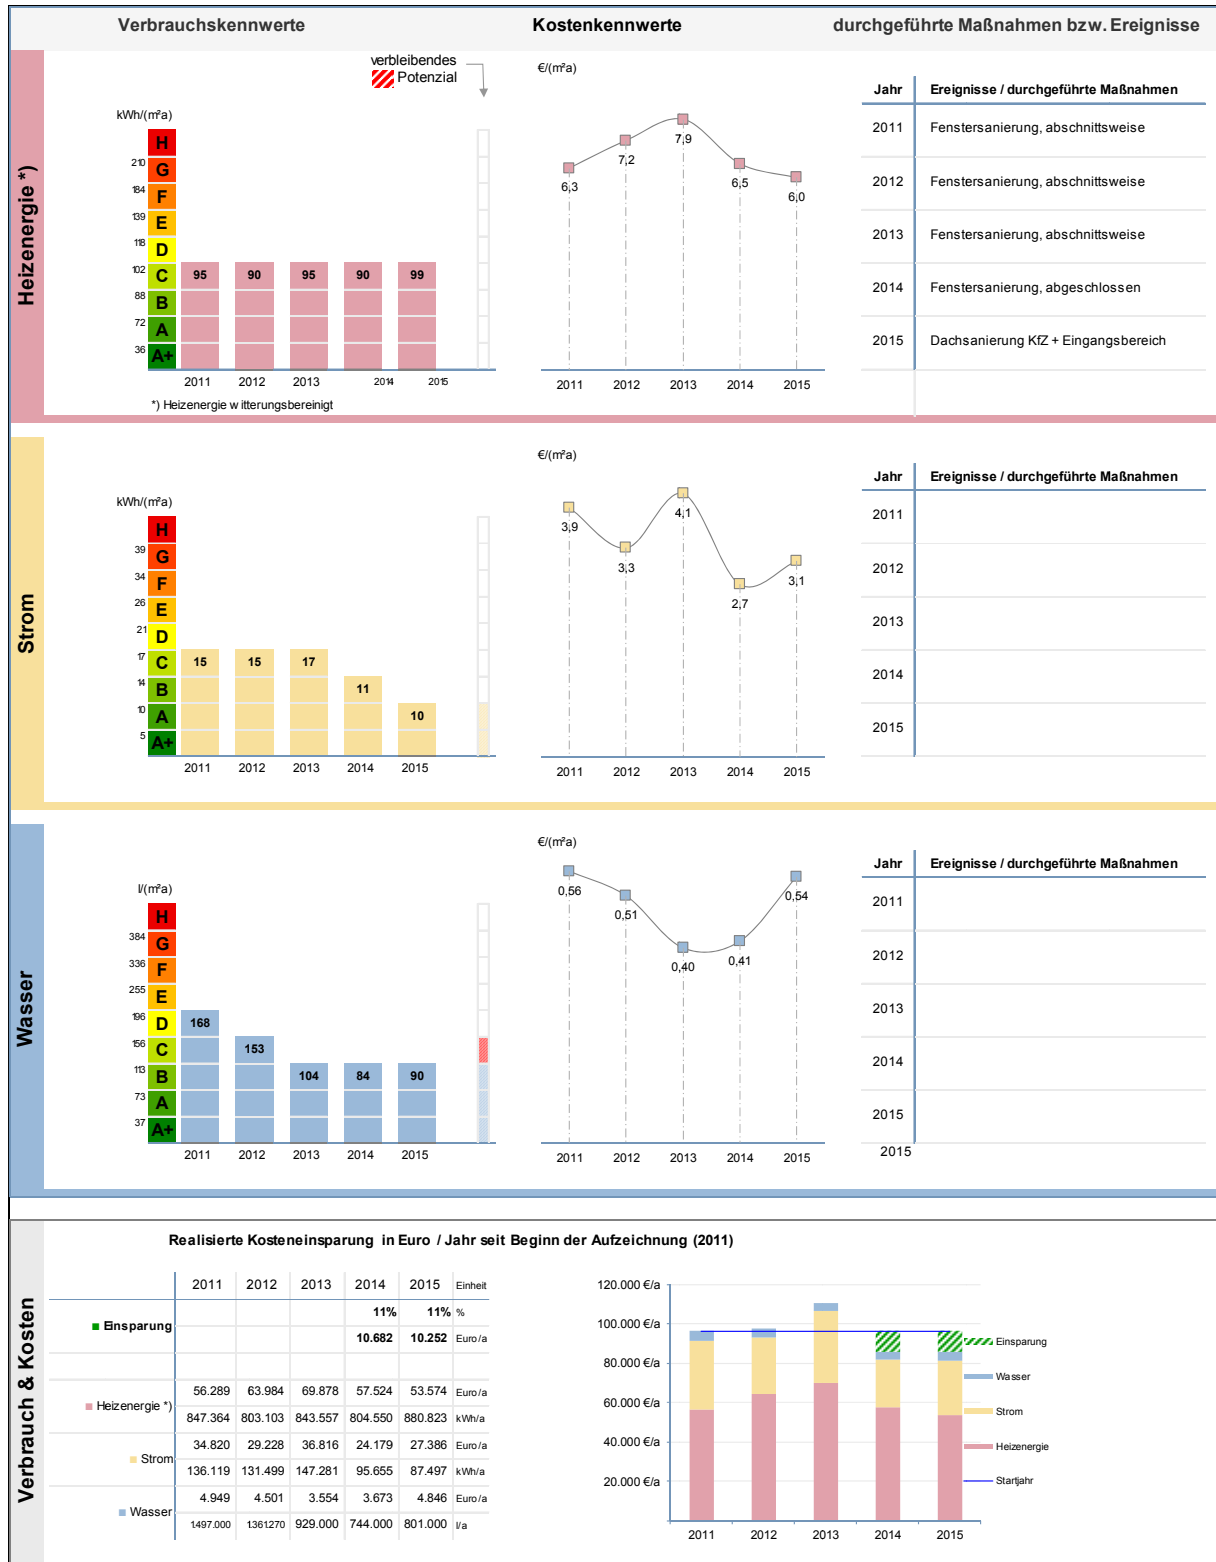 Verbrauchskennwerte Kostenkennwerte durchgeführte Maßnahmen bzw. Ereignisse
Heizenergie *)
verbleibendes
Potenzial
kWh/(m²a)
H
210
G
184
F
139
E
118
D
102
C 95 90 95 90 99
88
B
72
A
36
A+
2011 2012 2013 2014 2015
*) Heizenergie w itterungsbereinigt
€/(m²a)
6,3 7,2 7,9 6,5 6,0
2011 2012 2013 2014 2015
Jahr Ereignisse / durchgeführte Maßnahmen
2011 Fenstersanierung, abschnittsweise
2012 Fenstersanierung, abschnittsweise
2013 Fenstersanierung, abschnittsweise
2014 Fenstersanierung, abgeschlossen
2015 Dachsanierung KfZ + Eingangsbereich
Strom
kWh/(m²a)
H
39
G
34
F
26
E
21
D
17
C 15 15 17
14
B 11
10
A 10
5
A+
2011 2012 2013 2014 2015
€/(m²a)
3,9 3,3 4,1 2,7 3,1
2011 2012 2013 2014 2015
Jahr Ereignisse / durchgeführte Maßnahmen
2011
2012
2013
2014
2015
Wasser
l/(m²a)
H
384
G
336
F
255
E
196
D 168
156
C 153
113
B 104 84 90
73
A
37
A+
2011 2012 2013 2014 2015
€/(m²a)
0,56 0,51 0,40 0,41 0,54
2011 2012 2013 2014 2015
Jahr Ereignisse / durchgeführte Maßnahmen
2011
2012
2013
2014
2015
2015
Verbrauch & Kosten
Realisierte Kosteneinsparung in Euro / Jahr seit Beginn der Aufzeichnung (2011)
2011 2012 2013 2014 2015 Einheit
11% 11% %
Einsparung
10.682 10.252 Euro/a
56.289 63.984 69.878 57.524 53.574 Euro/a
Heizenergie *)
847.364 803.103 843.557 804.550 880.823 kWh/a
34.820 29.228 36.816 24.179 27.386 Euro/a
Strom
136.119 131.499 147.281 95.655 87.497 kWh/a
4.949 4.501 3.554 3.673 4.846 Euro/a
Wasser
1.497.000 1.361.270 929.000 744.000 801.000 l/a
120.000 €/a
100.000 €/a
80.000 €/a
60.000 €/a
40.000 €/a
20.000 €/a
2011 2012 2013 2014 2015
Einsparung
Wasser
Strom
Heizenergie
Startjahr